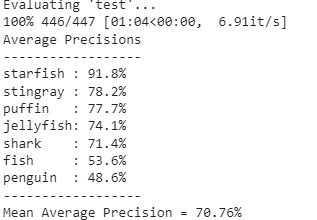 Evaluating 'test'...
100% 446/447 [01:04<00:00,  6.91it/s]
Average Precisions
------------------
starfish : 91.8%
stingray : 78.2%
puffin   : 77.7%
jellyfish: 74.1%
shark    : 71.4%
fish     : 53.6%
penguin  : 48.6%
------------------
Mean Average Precision = 70.76%